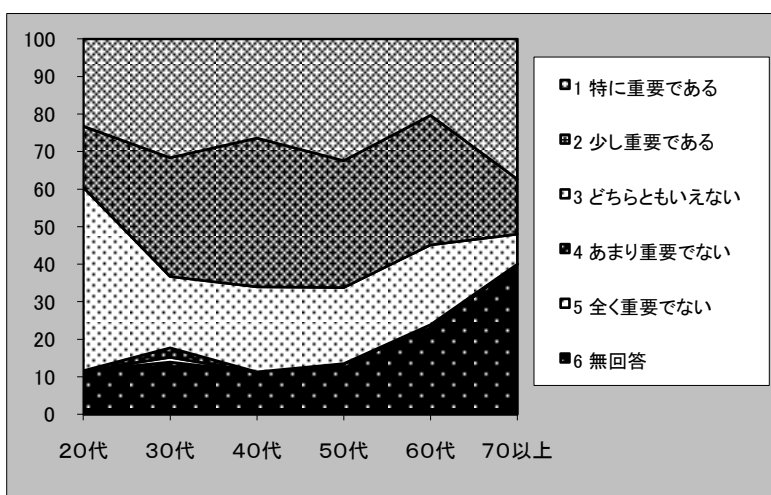 100
90
80
70
60
50
40
30
20
10
0
20代 30代 40代 50代 60代 70以上
1 特に重要である
2 少し重要である
3 どちらともいえない
4 あまり重要でない
5 全く重要でない
6 無回答